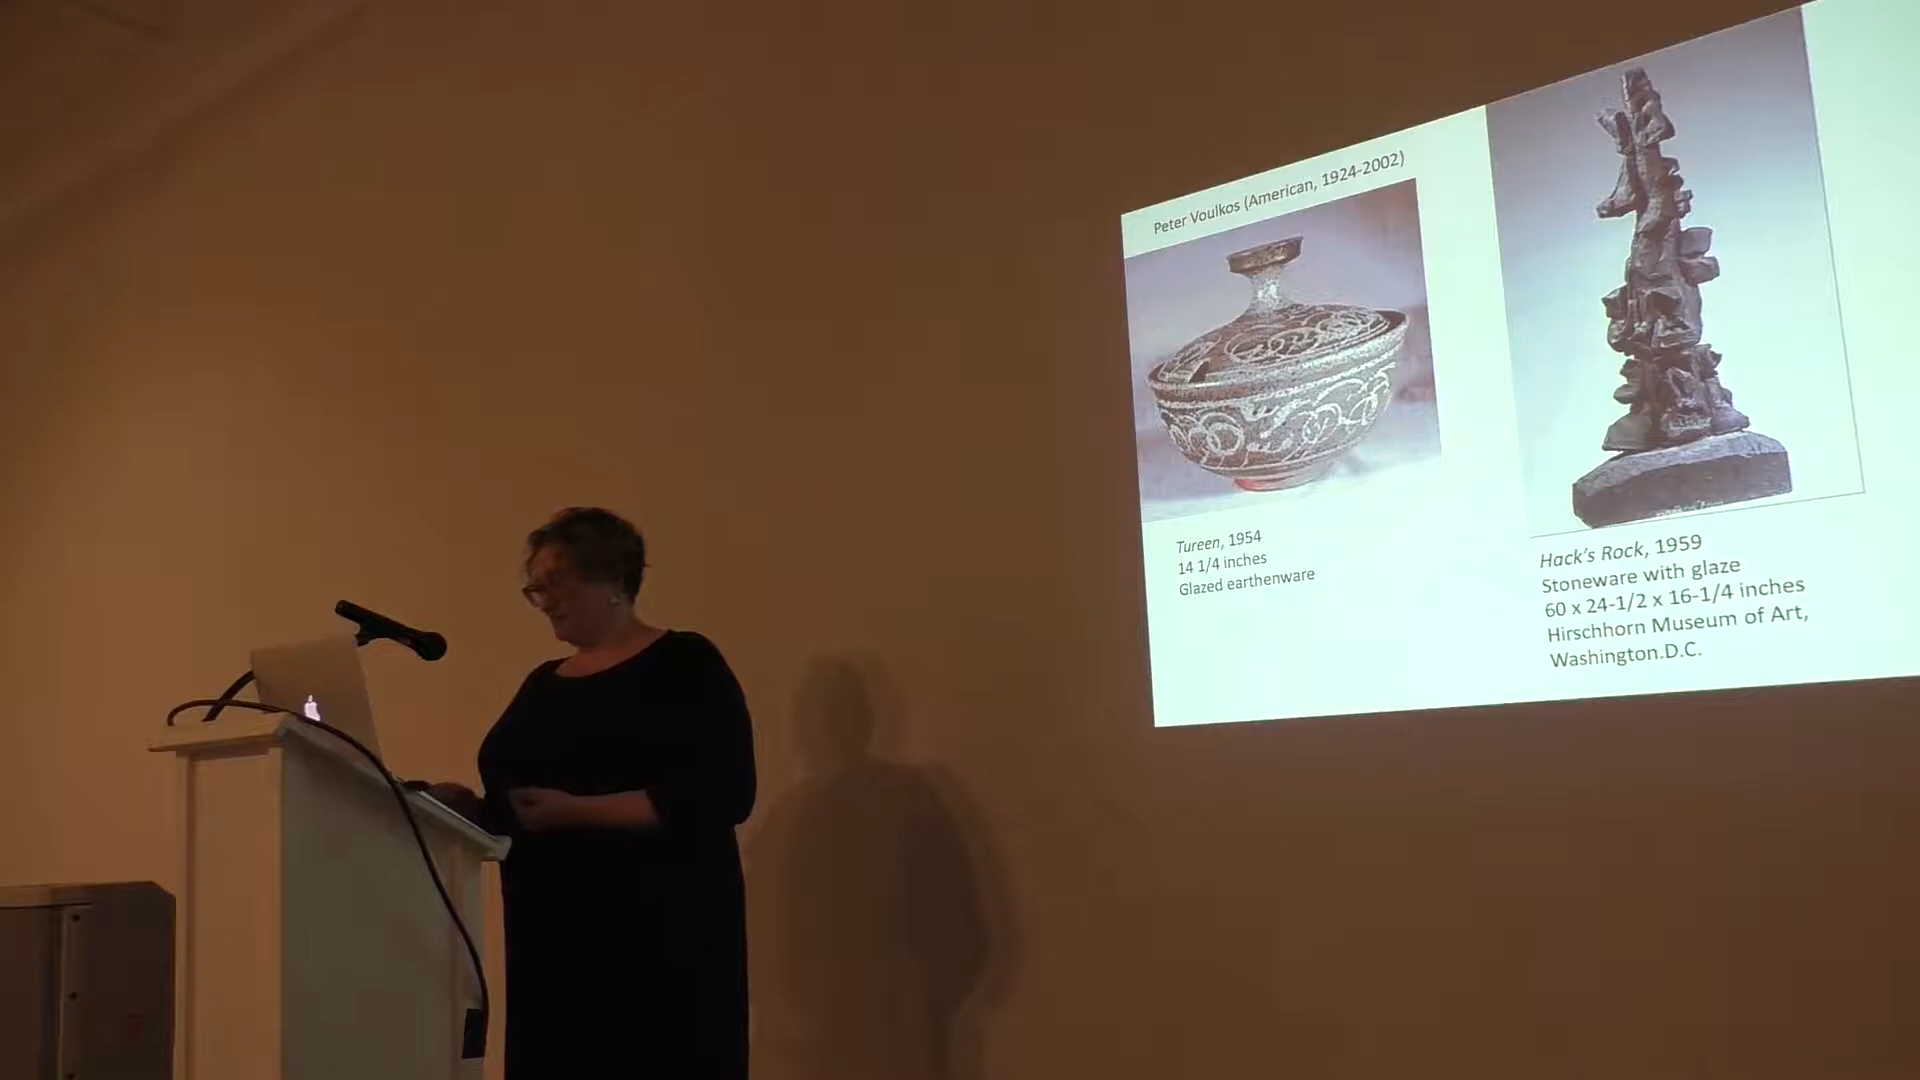 Peter Voulkos (American, 1924-2002)
Tureen, 1954
14 1/4 inches
Glazed earthenware
Hack's Rock, 1959
Stoneware with glaze
60 x 24-1/2 x 16-1/4 inches
Hirschhorn Museum of Art,
Washington.D.C.